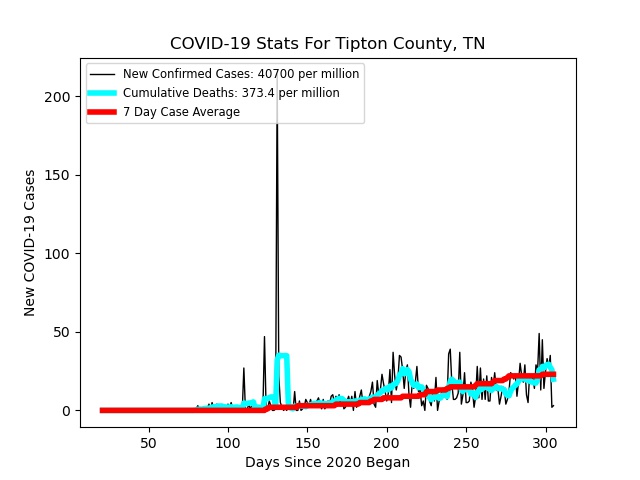 COVID-19 Stats For Tipton County, TN
New Confirmed Cases: 40700 per million
Cumulative Deaths: 373.4 per million
7 Day Case Average
New COVID-19 Cases
200
150
100
50
0
50 100 150 200 250 300
Days Since 2020 Began